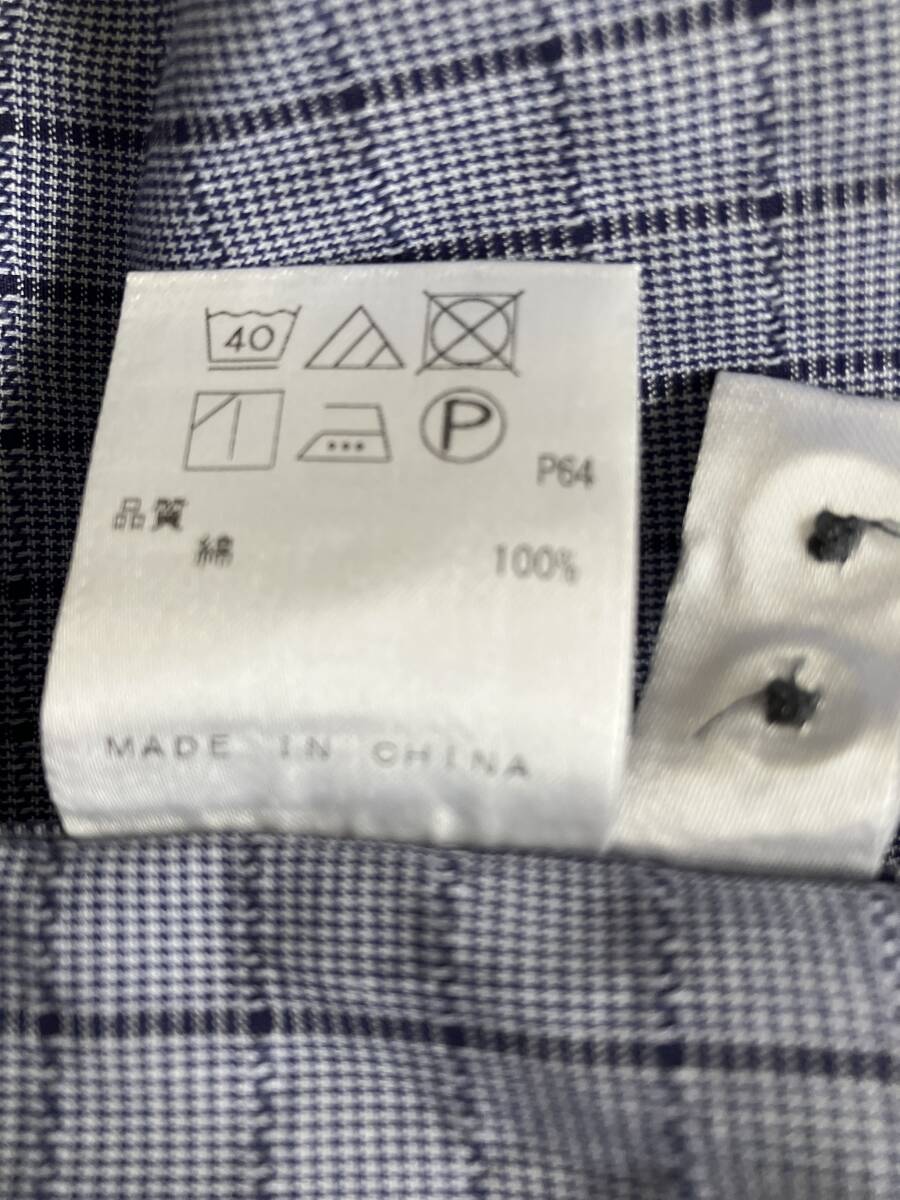 40
P
P64
品質
綿 100%
MADE IN CHINA